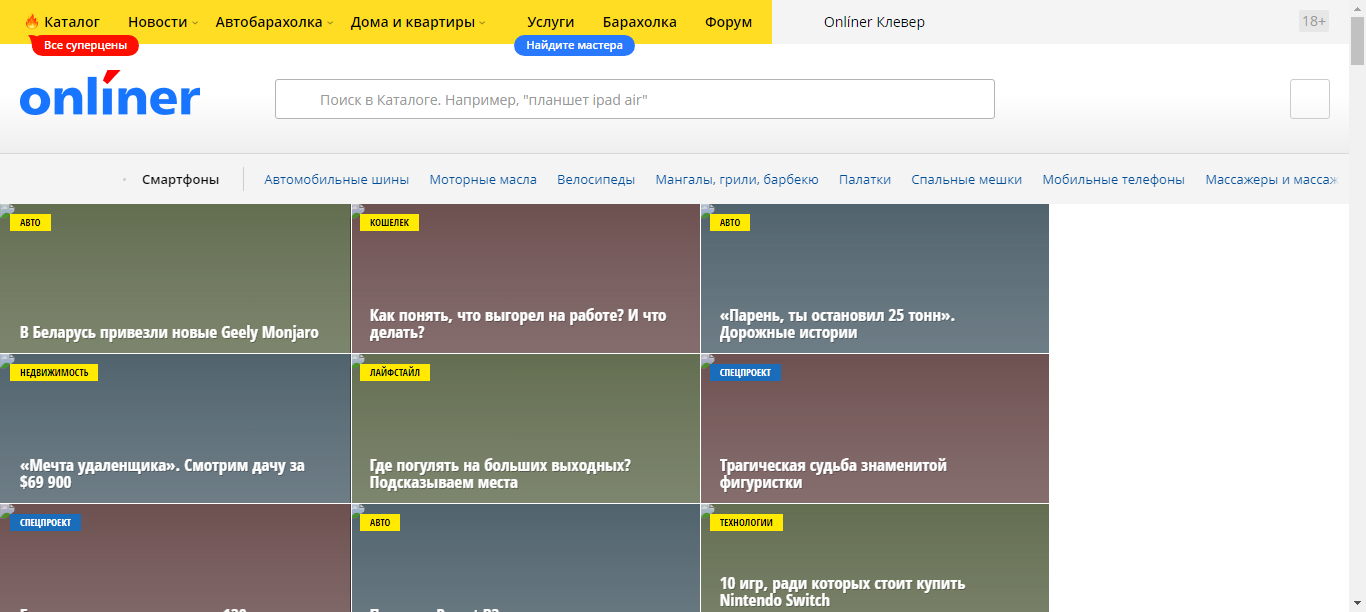 Каталог Новости Автобарахолка Дома и квартиры Услуги Барахолка Форум Onlíner Клевер 18+
Все суперцены Найдите мастера
onlíner
Поиск в Каталоге. Например, "планшет ipad air"
Смартфоны Автомобильные шины Моторные масла Велосипеды Мангалы, грили, барбекю Палатки Спальные мешки Мобильные телефоны Массажеры и массаж
АВТО
В Беларусь привезли новые Geely Monjaro
КОШЕЛЕК
Как понять, что выгорел на работе? И что
делать?
АВТО
«Парень, ты остановил 25 тонн».
Дорожные истории
НЕДВИЖИМОСТЬ
«Мечта удаленщика». Смотрим дачу за
$69 900
ЛАЙФСТАЙЛ
Где погулять на больших выходных?
Подсказываем места
СПЕЦПРОЕКТ
Трагическая судьба знаменитой
фигуристки
СПЕЦПРОЕКТ
АВТО
ТЕХНОЛОГИИ
10 игр, ради которых стоит купить
Nintendo Switch